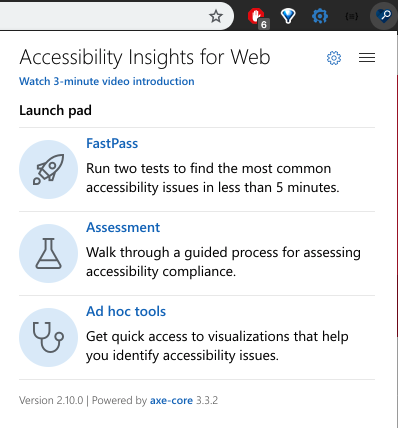 6
Accessibility Insights for Web
Watch 3-minute video introduction
Launch pad
FastPass
Run two tests to find the most common
accessibility issues in less than 5 minutes.
Assessment
Walk through a guided process for assessing
accessibility compliance.
Ad hoc tools
Get quick access to visualizations that help
you identify accessibility issues.
Version 2.10.0 | Powered by axe-core 3.3.2